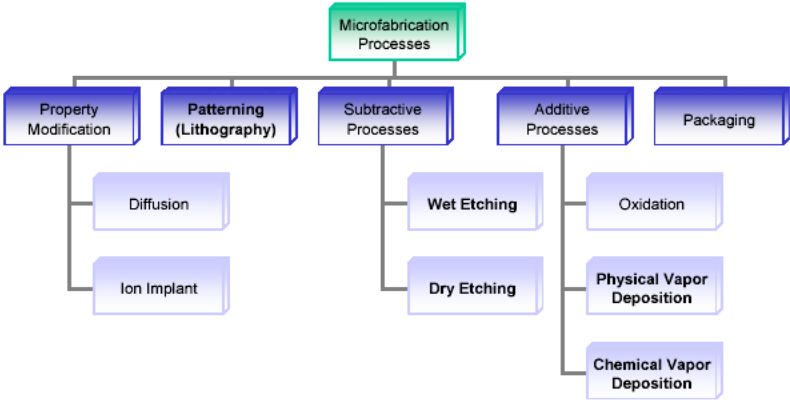 Microfabrication
Processes
Property
Modification
Patterning
(Lithography)
Subtractive
Processes
Additive
Processes
Packaging
Diffusion
Wet Etching
Oxidation
Ion Implant
Dry Etching
Physical Vapor
Deposition
Chemical Vapor
Deposition